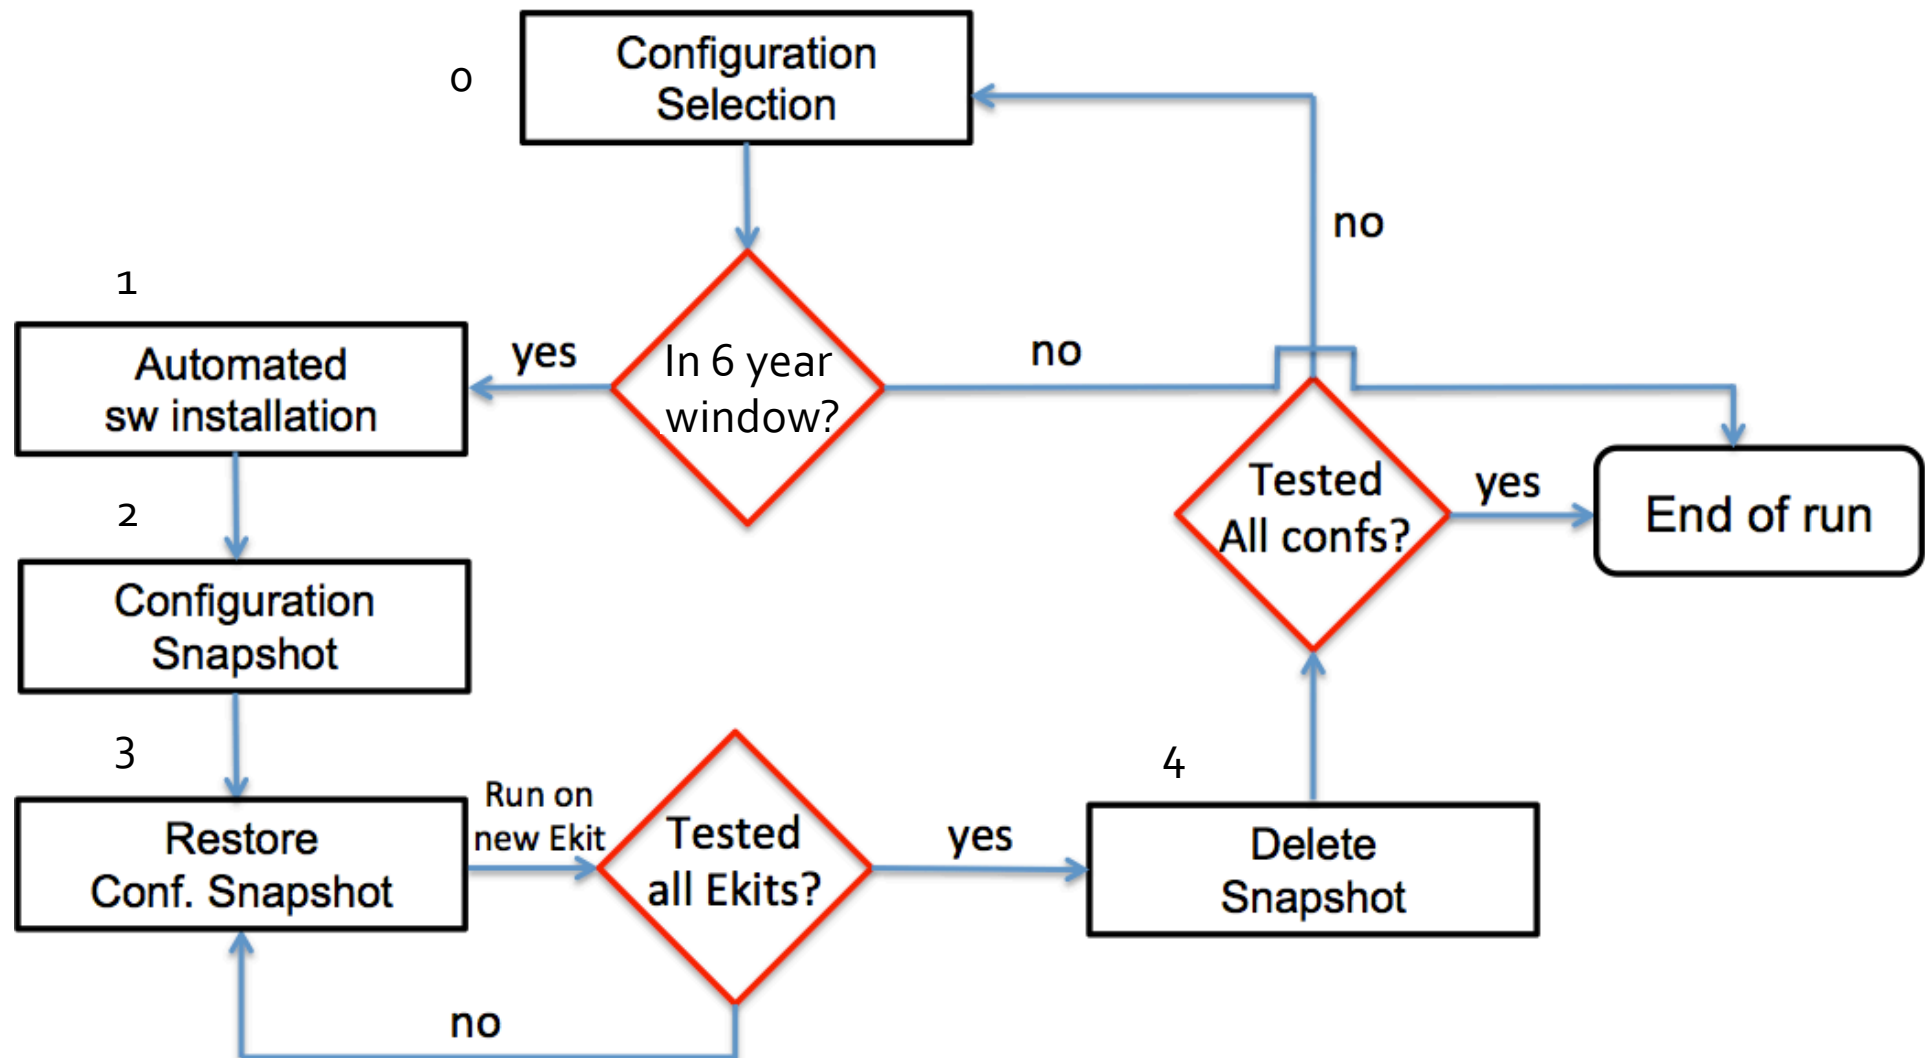 0
Configuration
Selection
no
1
Automated
sw installation
yes
In 6 year
window?
no
2
Configuration
Snapshot
Tested
All confs?
yes
End of run
3
Restore
Conf. Snapshot
Run on
new Ekit
Tested
all Ekits?
yes
4
Delete
Snapshot
no